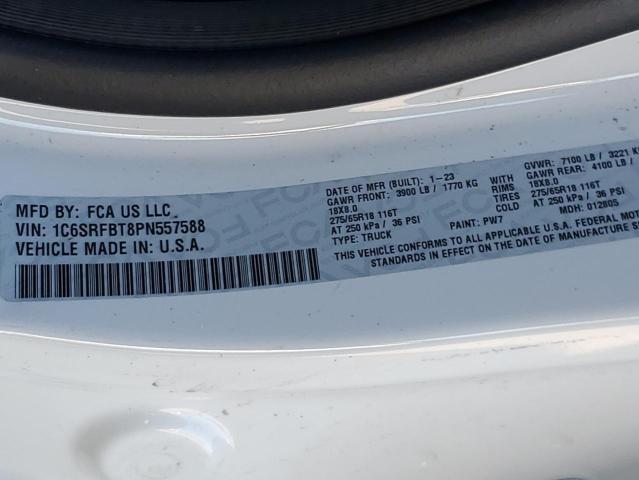 MFD BY: FCA US LLC
VIN: 1C6SRFBT8PN557588
VEHICLE MADE IN: U.S.A.
DATE OF MFR (BUILT): 1-23
GAWR FRONT: 3900 LB / 1770 KG WITH
18X8.0 RIMS
275/65R18 116T TIRES
AT 250 kPa / 36 PSI
TYPE: TRUCK PAINT: PW7
GVWR: 7100 LB / 3221
GAWR REAR: 4100 LB
18X8.0
275/65R18 116T
AT 250 kPa / 36 PSI
MDH: 012805
THIS VEHICLE CONFORMS TO ALL APPLICABLE FEDERAL
STANDARDS IN EFFECT ON THE DATE OF MANUFACTURE